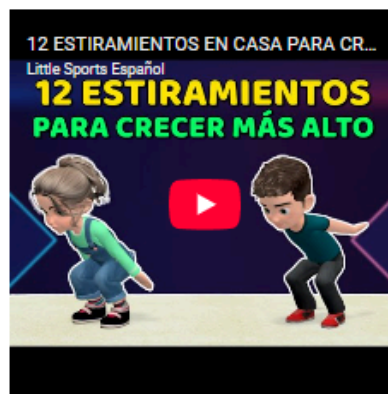 12 ESTIRAMIENTOS EN CASA PARA CR...
Little Sports Español
12 ESTIRAMIENTOS
PARA CRECER MÁS ALTO